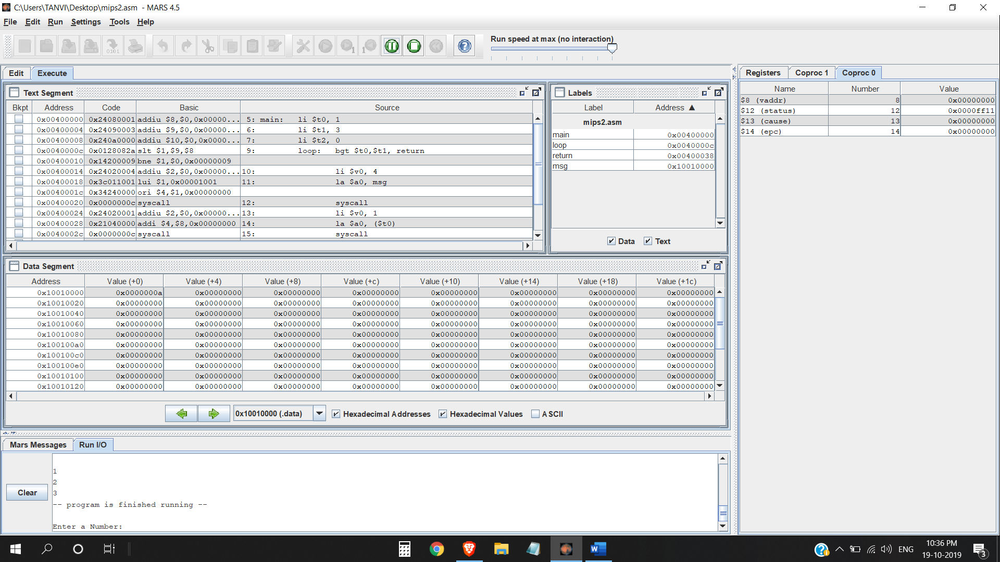 C:\Users\TANVI\Desktop\mips2.asm - MARS 4.5
File Edit Run Settings Tools Help
Run speed at max (no interaction)
Edit Execute
Text Segment
Bkpt Address Code Basic Source
0x00400000 0x24080001 addiu $8,$0,0x00000... 5: main: li $t0, 1
0x00400004 0x24090003 addiu $9,$0,0x00000... 6: li $t1, 3
0x00400008 0x240a0000 addiu $10,$0,0x0000... 7: li $t2, 0
0x0040000c 0x0128082a slt $1,$9,$8 9: loop: bgt $t0,$t1, return
0x00400010 0x14200009 bne $1,$0,0x00000009
0x00400014 0x24020004 addiu $2,$0,0x00000... 10: li $v0, 4
0x00400018 0x3c011001 lui $1,0x00001001 11: la $a0, msg
0x0040001c 0x34240000 ori $4,$1,0x00000000
0x00400020 0x0000000c syscall 12: syscall
0x00400024 0x24020001 addiu $2,$0,0x00000... 13: li $v0, 1
0x00400028 0x21040000 addi $4,$8,0x00000000 14: la $a0, ($t0)
0x0040002c 0x0000000c syscall 15: syscall
Labels
Label Address ▲
mips2.asm
main 0x00400000
loop 0x0040000c
return 0x00400038
msg 0x10010000
Data Text
Registers Coproc 1 Coproc 0
Name Number Value
$8 (vaddr) 8 0x00000000
$12 (status) 12 0x0000ff11
$13 (cause) 13 0x00000000
$14 (epc) 14 0x00000000
Data Segment
Address Value (+0) Value (+4) Value (+8) Value (+c) Value (+10) Value (+14) Value (+18) Value (+1c)
0x10010000 0x0000000a 0x00000000 0x00000000 0x00000000 0x00000000 0x00000000 0x00000000 0x00000000
0x10010020 0x00000000 0x00000000 0x00000000 0x00000000 0x00000000 0x00000000 0x00000000 0x00000000
0x10010040 0x00000000 0x00000000 0x00000000 0x00000000 0x00000000 0x00000000 0x00000000 0x00000000
0x10010060 0x00000000 0x00000000 0x00000000 0x00000000 0x00000000 0x00000000 0x00000000 0x00000000
0x10010080 0x00000000 0x00000000 0x00000000 0x00000000 0x00000000 0x00000000 0x00000000 0x00000000
0x100100a0 0x00000000 0x00000000 0x00000000 0x00000000 0x00000000 0x00000000 0x00000000 0x00000000
0x100100c0 0x00000000 0x00000000 0x00000000 0x00000000 0x00000000 0x00000000 0x00000000 0x00000000
0x100100e0 0x00000000 0x00000000 0x00000000 0x00000000 0x00000000 0x00000000 0x00000000 0x00000000
0x10010100 0x00000000 0x00000000 0x00000000 0x00000000 0x00000000 0x00000000 0x00000000 0x00000000
0x10010120 0x00000000 0x00000000 0x00000000 0x00000000 0x00000000 0x00000000 0x00000000 0x00000000
0x10010000 (.data) Hexadecimal Addresses Hexadecimal Values ASCII
Mars Messages Run I/O
Clear
1
2
3
-- program is finished running --
Enter a Number:
ENG
10:36 PM
19-10-2019
3